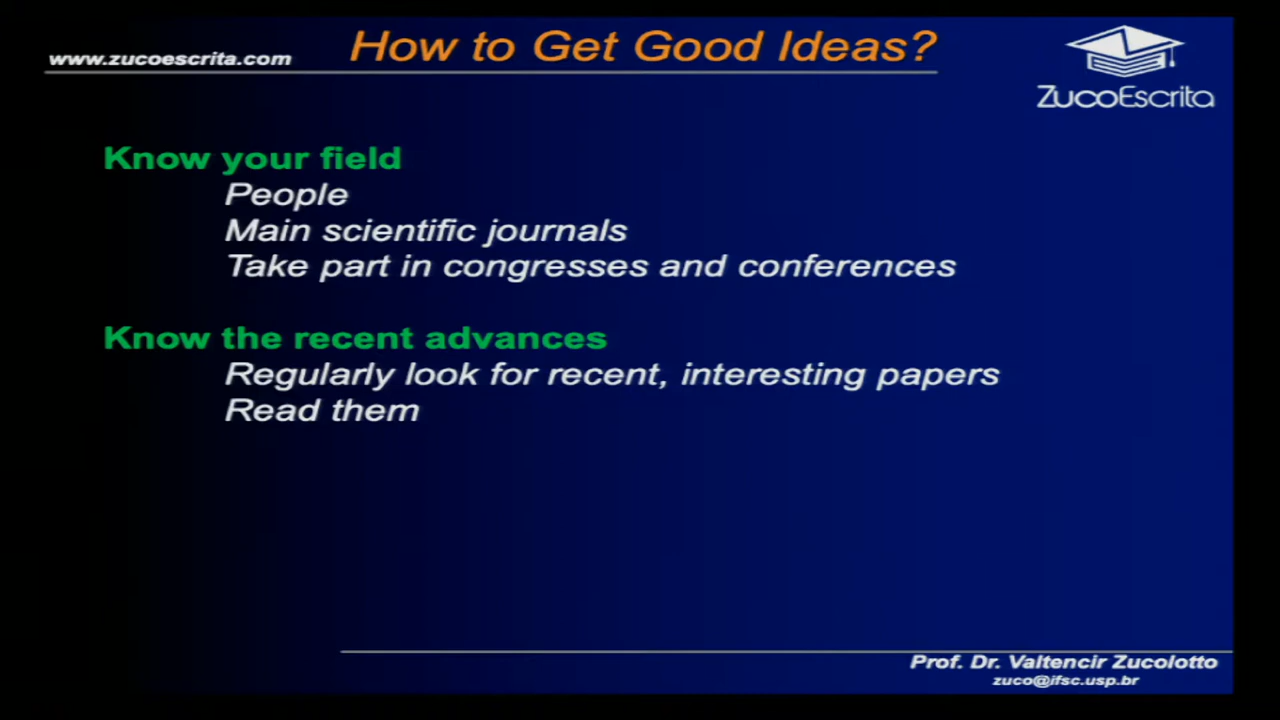 www.zucoescrita.com
How to Get Good Ideas?
ZucoEscrita
Know your field
People
Main scientific journals
Take part in congresses and conferences
Know the recent advances
Regularly look for recent, interesting papers
Read them
Prof. Dr. Valtencir Zucolotto
zuco@ifsc.usp.br